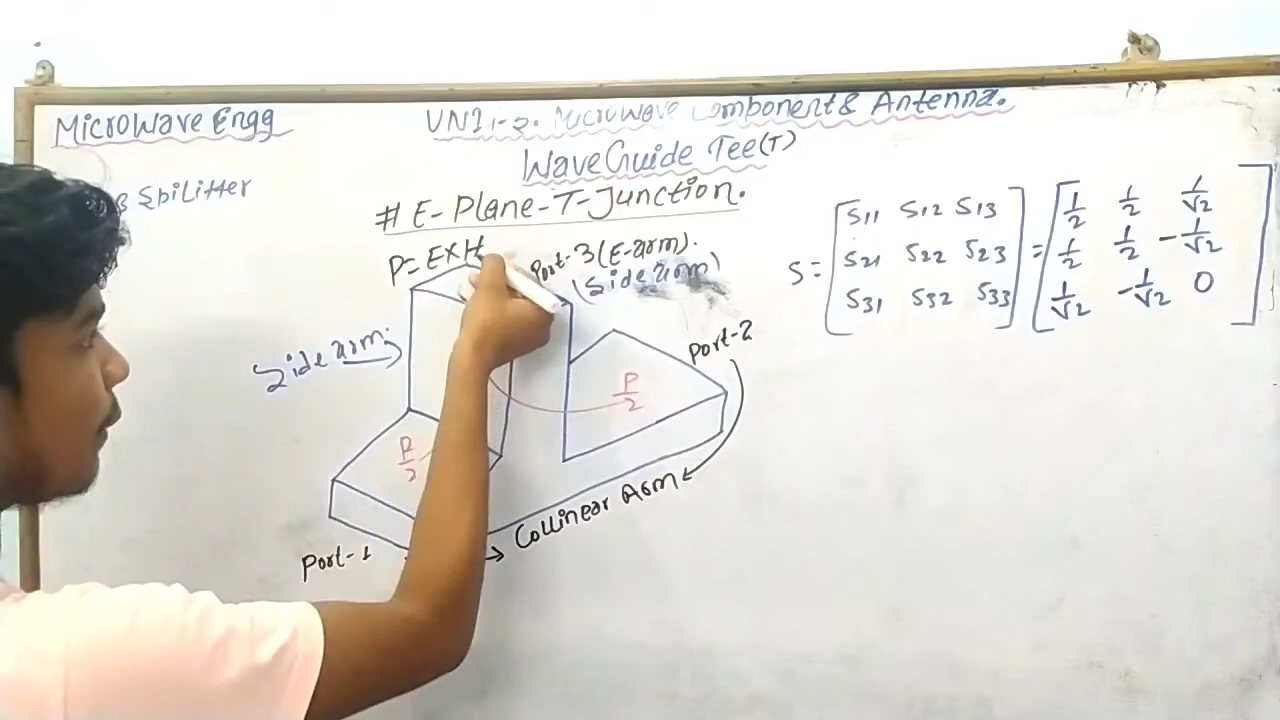 MicroWave Engg
UNIT-2. Microwave Component & Antenna.
WaveGuide Tee(T)
Spilitter
# E-Plane-T-Junction.
P=EXH
Port-3(E-arm).
(Side arm)
Side arm
Port-2
P/2
P/2
Collinear Arm
Port-1
S = [S11 S12 S13 = [1/2 1/2 1/√2
S21 S22 S23 1/2 1/2 -1/√2
S31 S32 S33] 1/√2 -1/√2 0]